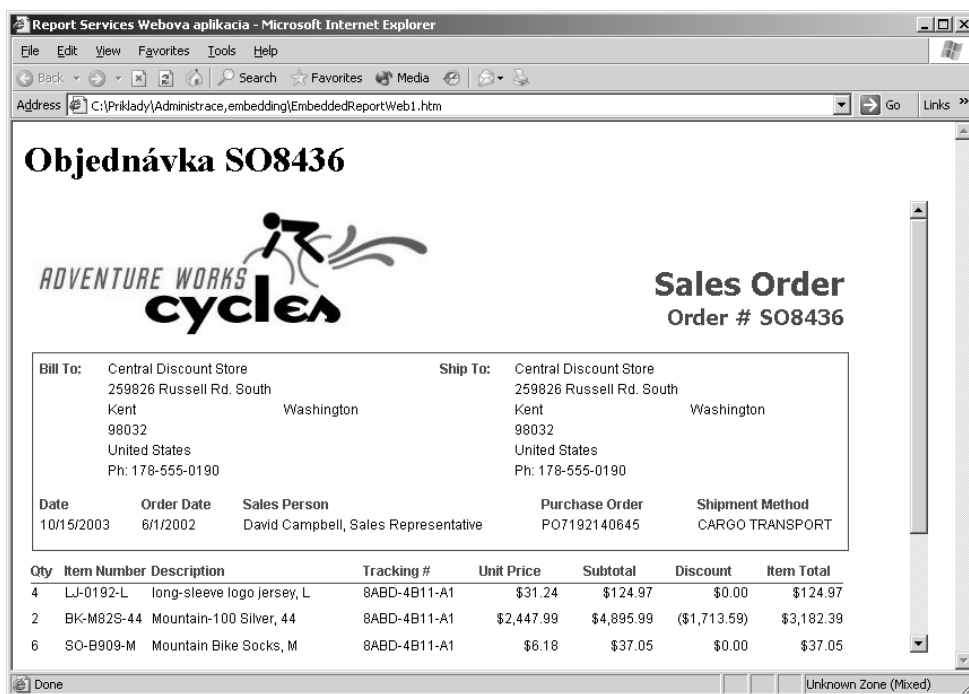 Report Services Webova aplikacia - Microsoft Internet Explorer
File Edit View Favorites Tools Help
Back Search Favorites Media
Address C:\Priklady\Administrace,embedding\EmbeddedReportWeb1.htm Go Links »
Objednávka SO8436
ADVENTURE WORKS
cycles
Sales Order
Order # SO8436
Bill To: Central Discount Store Ship To: Central Discount Store
259826 Russell Rd. South 259826 Russell Rd. South
Kent Washington Kent Washington
98032 98032
United States United States
Ph: 178-555-0190 Ph: 178-555-0190
Date Order Date Sales Person Purchase Order Shipment Method
10/15/2003 6/1/2002 David Campbell, Sales Representative PO7192140645 CARGO TRANSPORT
Qty Item Number Description Tracking # Unit Price Subtotal Discount Item Total
4 LJ-0192-L long-sleeve logo jersey, L 8ABD-4B11-A1 $31.24 $124.97 $0.00 $124.97
2 BK-M82S-44 Mountain-100 Silver, 44 8ABD-4B11-A1 $2,447.99 $4,895.99 ($1,713.59) $3,182.39
6 SO-B909-M Mountain Bike Socks, M 8ABD-4B11-A1 $6.18 $37.05 $0.00 $37.05
Done Unknown Zone (Mixed)